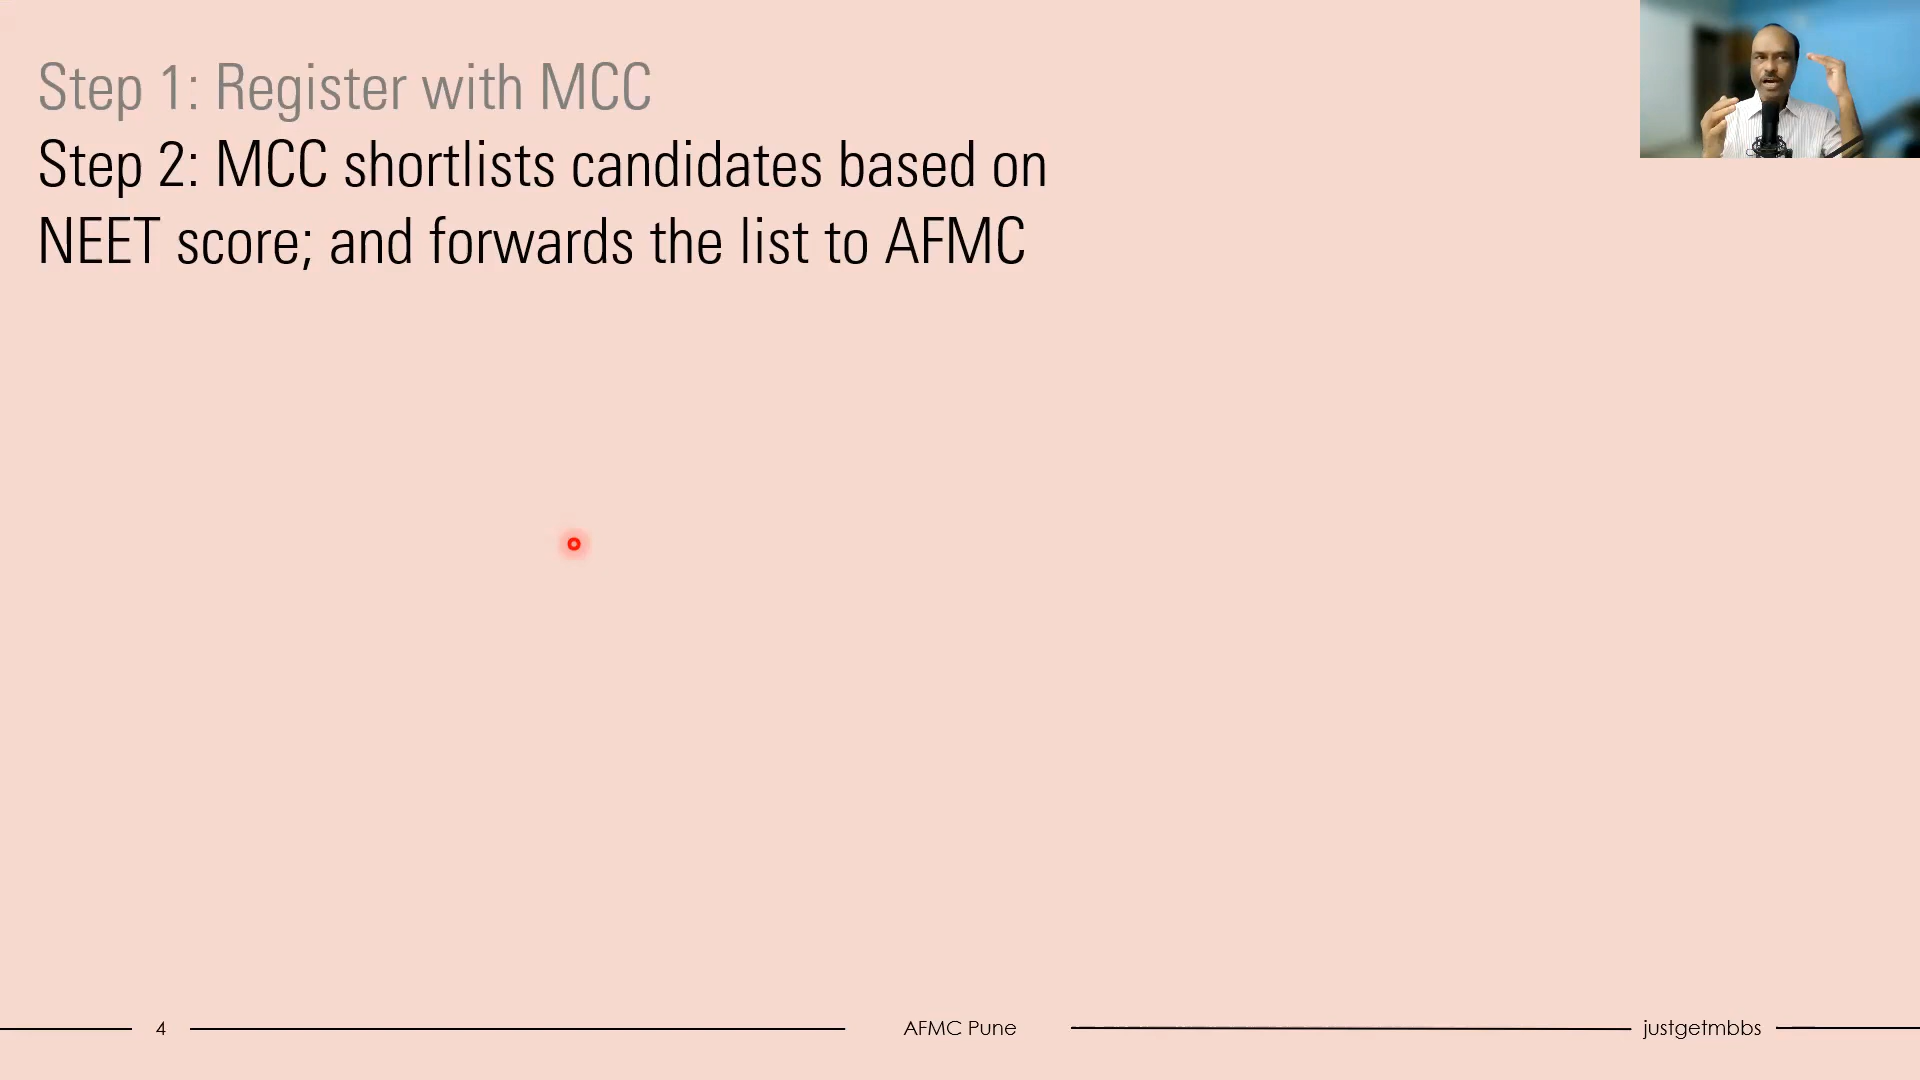 Step 1: Register with MCC
Step 2: MCC shortlists candidates based on
NEET score; and forwards the list to AFMC
4
AFMC Pune
justgetmbbs